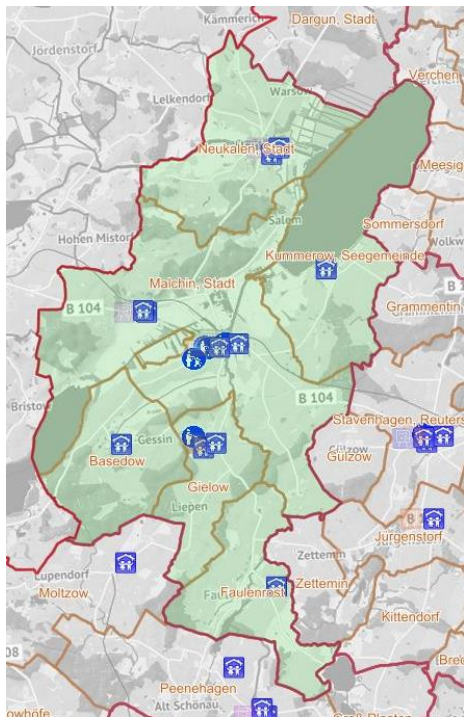 Kämmerich
Dargun, Stadt
Jördenstorf
Verchen
Warsow
Lelkendorf
Neukalen, Stadt
Meesig
Salem
Sommersdorf
Hohen Mistorf
Kummerow, Seegemeinde
Malchin, Stadt
B 104
Grammentin
Bristow
B 104
Stavenhagen, Reuters
Gessin
Basedow
Gülzow
Gülzow
Gielow
Liepen
Jürgenstorf
Zettemin
Lupendorf
Moltzow
Faulenrost
Zettemin
Kittendorf
Peenehagen
Alt Schönau